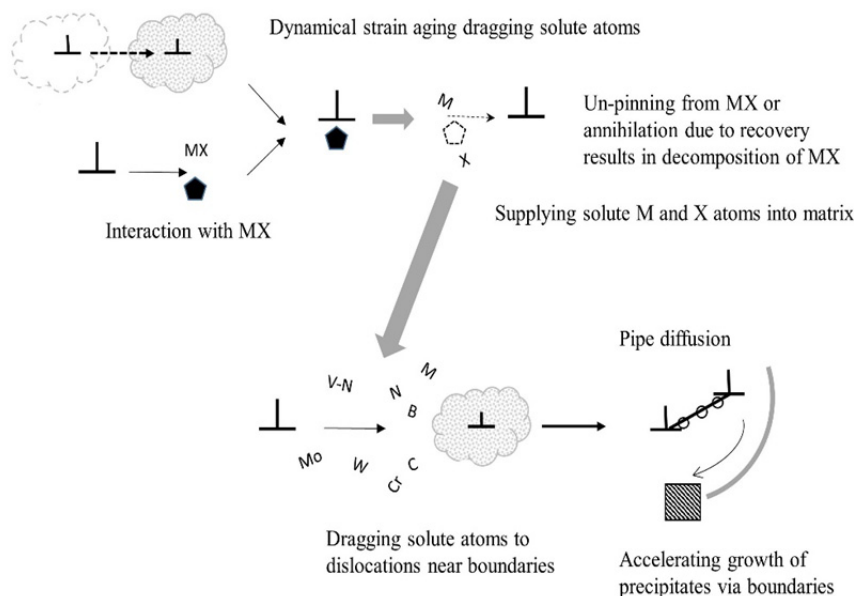 Dynamical strain aging dragging solute atoms
M
MX
X
Un-pinning from MX or
annihilation due to recovery
results in decomposition of MX
Interaction with MX
Supplying solute M and X atoms into matrix
Pipe diffusion
V-N
N
M
B
Mo
W
Cr
C
Dragging solute atoms to
dislocations near boundaries
Accelerating growth of
precipitates via boundaries